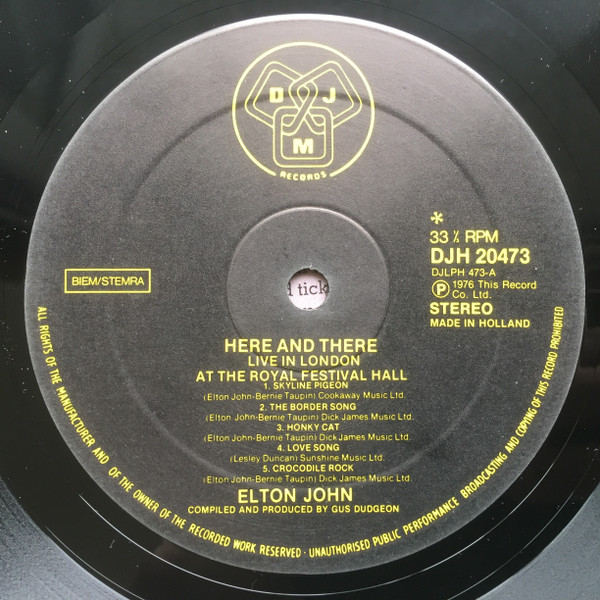 D J
M
RECORDS
*
33 ⅓ RPM
DJH 20473
DJLPH 473-A
Ⓟ 1976 This Record
Co. Ltd.
STEREO
MADE IN HOLLAND
BIEM/STEMRA
tick
HERE AND THERE
LIVE IN LONDON
AT THE ROYAL FESTIVAL HALL
1. SKYLINE PIGEON
(Elton John-Bernie Taupin) Cookaway Music Ltd.
2. THE BORDER SONG
(Elton John-Bernie Taupin) Dick James Music Ltd.
3. HONKY CAT
(Elton John-Bernie Taupin) Dick James Music Ltd.
4. LOVE SONG
(Lesley Duncan) Sunshine Music Ltd.
5. CROCODILE ROCK
(Elton John-Bernie Taupin) Dick James Music Ltd.
ELTON JOHN
COMPILED AND PRODUCED BY GUS DUDGEON
ALL RIGHTS OF THE MANUFACTURER AND OF THE OWNER OF THE RECORDED WORK RESERVED · UNAUTHORISED PUBLIC PERFORMANCE BROADCASTING AND COPYING OF THIS RECORD PROHIBITED